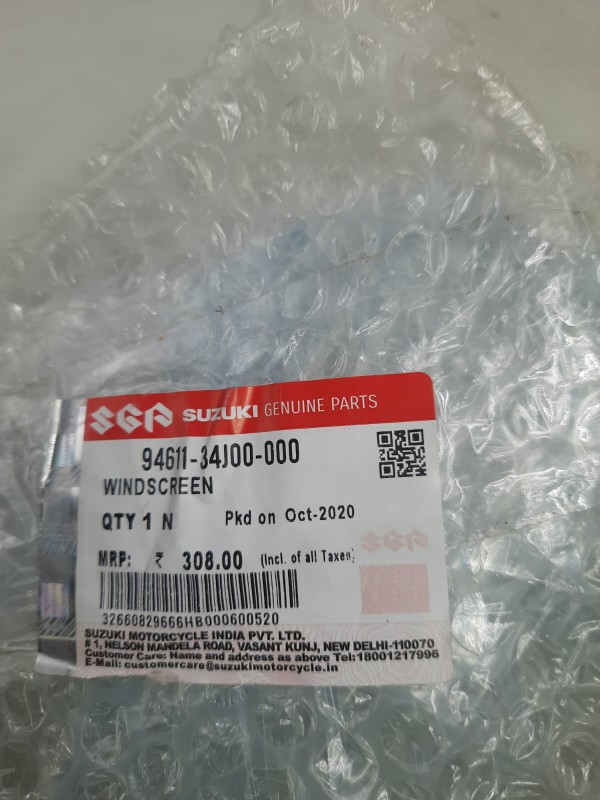 SGP SUZUKI GENUINE PARTS
94611-34J00-000
WINDSCREEN
QTY 1 N Pkd on Oct-2020
MRP: ₹ 308.00 (Incl. of all Taxes)
32660829666HB000600520
SUZUKI MOTORCYCLE INDIA PVT. LTD.
# 1, NELSON MANDELA ROAD, VASANT KUNJ, NEW DELHI-110070
Customer Care: Name and address as above Tel:18001217996
E-Mail: customercare@suzukimotorcycle.in